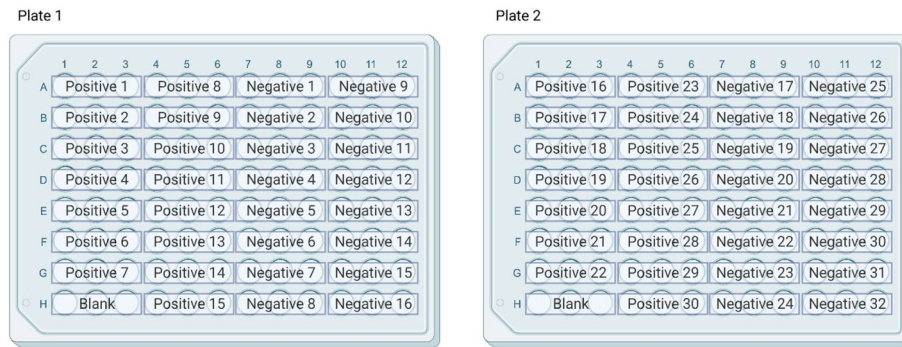 Plate 1 Plate 2
1 2 3 4 5 6 7 8 9 10 11 12
A Positive 1 Positive 8 Negative 1 Negative 9
B Positive 2 Positive 9 Negative 2 Negative 10
C Positive 3 Positive 10 Negative 3 Negative 11
D Positive 4 Positive 11 Negative 4 Negative 12
E Positive 5 Positive 12 Negative 5 Negative 13
F Positive 6 Positive 13 Negative 6 Negative 14
G Positive 7 Positive 14 Negative 7 Negative 15
H Blank Positive 15 Negative 8 Negative 16
1 2 3 4 5 6 7 8 9 10 11 12
A Positive 16 Positive 23 Negative 17 Negative 25
B Positive 17 Positive 24 Negative 18 Negative 26
C Positive 18 Positive 25 Negative 19 Negative 27
D Positive 19 Positive 26 Negative 20 Negative 28
E Positive 20 Positive 27 Negative 21 Negative 29
F Positive 21 Positive 28 Negative 22 Negative 30
G Positive 22 Positive 29 Negative 23 Negative 31
H Blank Positive 30 Negative 24 Negative 32